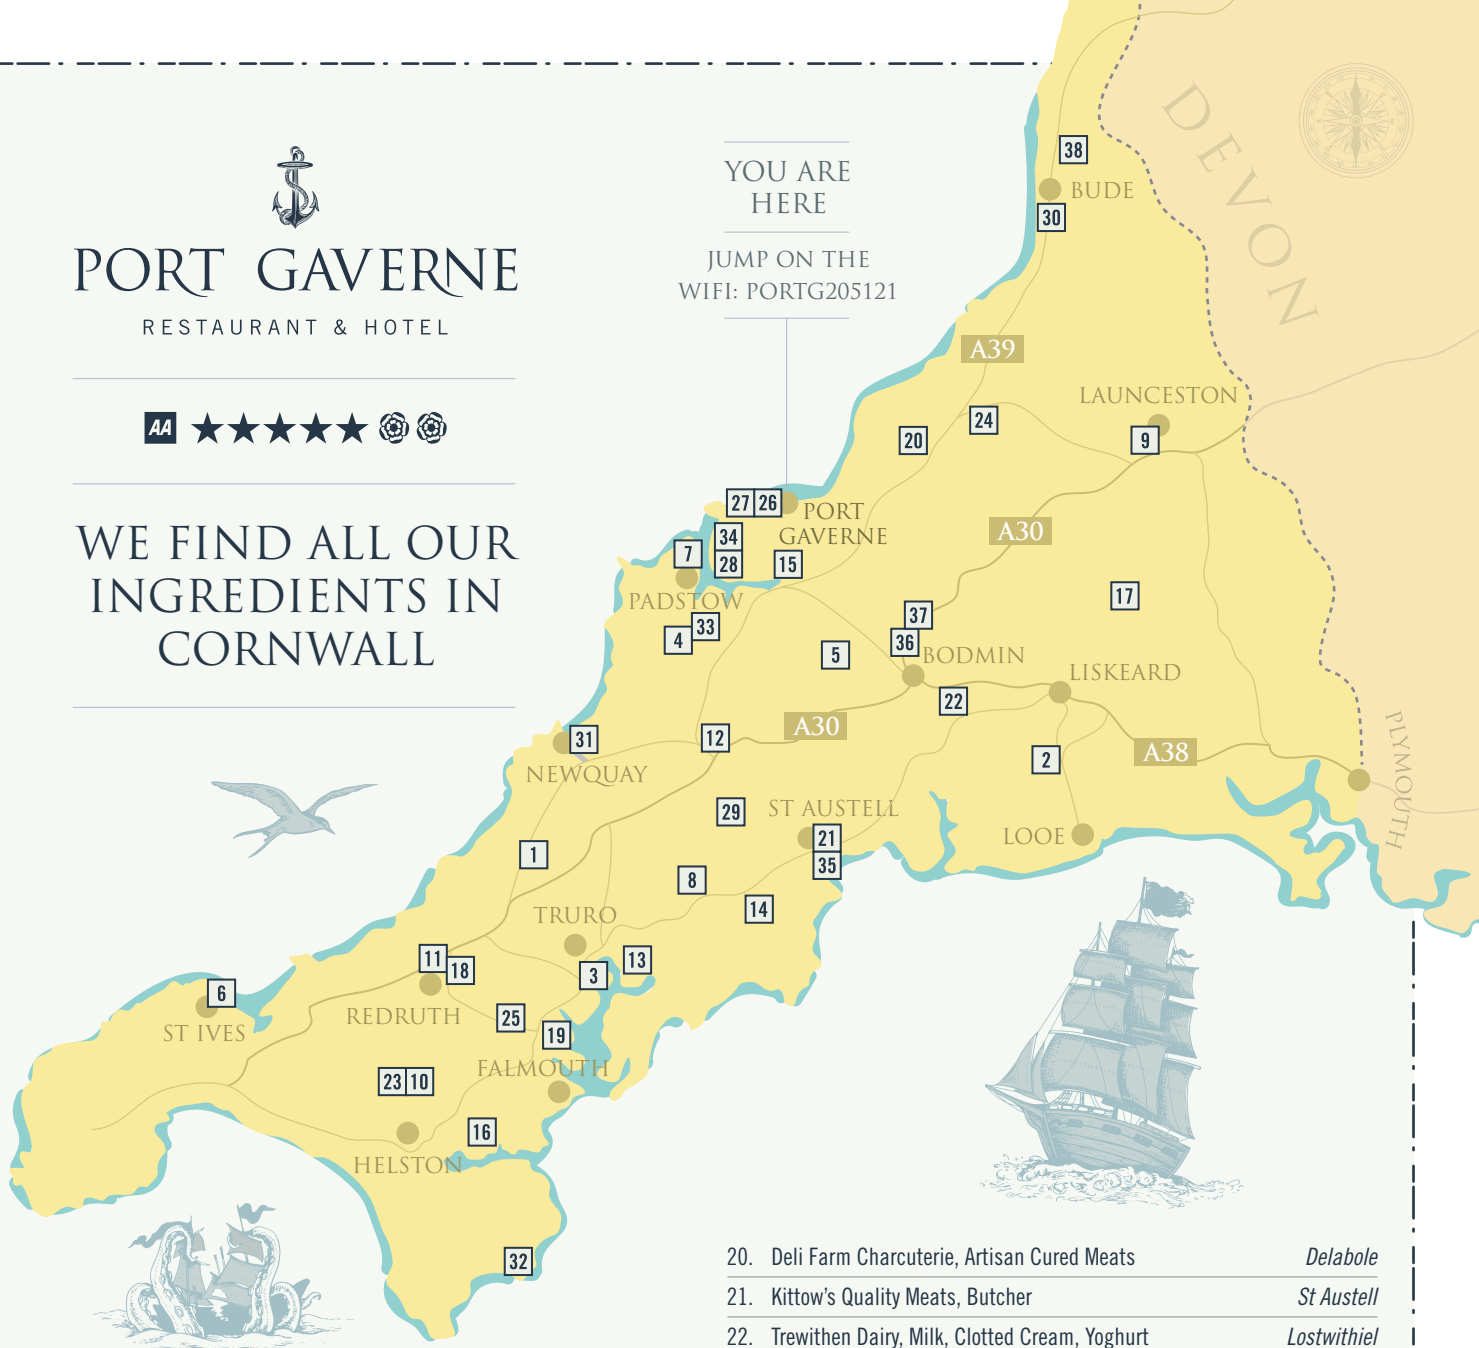 PORT GAVERNE
RESTAURANT & HOTEL
AA
WE FIND ALL OUR
INGREDIENTS IN
CORNWALL
YOU ARE
HERE
JUMP ON THE
WIFI: PORTG205121
DEVON
38
BUDE
30
A39
LAUNCESTON
24
20
9
27 26
PORT
GAVERNE
A30
34
7
28
15
PADSTOW
17
37
33
4
36
5
BODMIN
LISKEARD
22
PLYMOUTH
A30
12
31
A38
2
NEWQUAY
29
ST AUSTELL
21
LOOE
35
1
8
14
TRURO
11
18
13
3
6
REDRUTH
25
ST IVES
19
FALMOUTH
23 10
16
HELSTON
32
20. Deli Farm Charcuterie, Artisan Cured Meats Delabole
21. Kittow's Quality Meats, Butcher St Austell
22. Trewithen Dairy, Milk, Clotted Cream, Yoghurt Lostwithiel